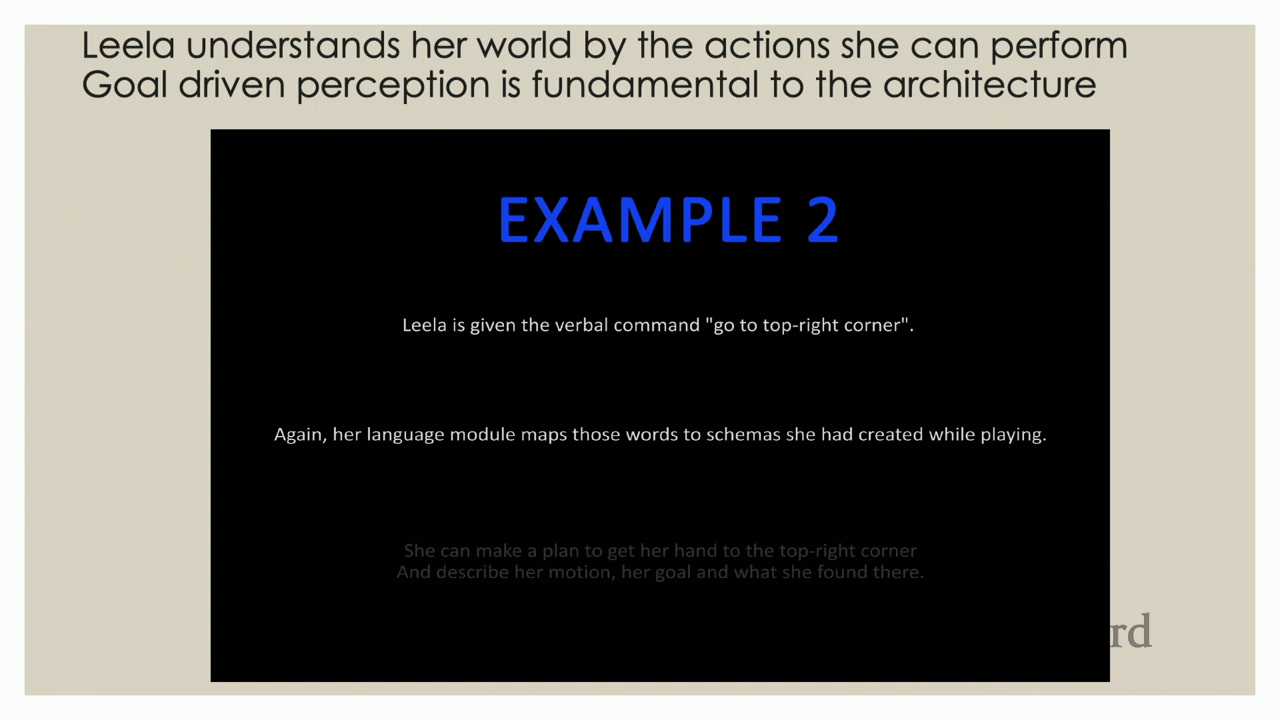 Leela understands her world by the actions she can perform
Goal driven perception is fundamental to the architecture
EXAMPLE 2
Leela is given the verbal command "go to top-right corner".
Again, her language module maps those words to schemas she had created while playing.
She can make a plan to get her hand to the top-right corner
And describe her motion, her goal and what she found there.
rd